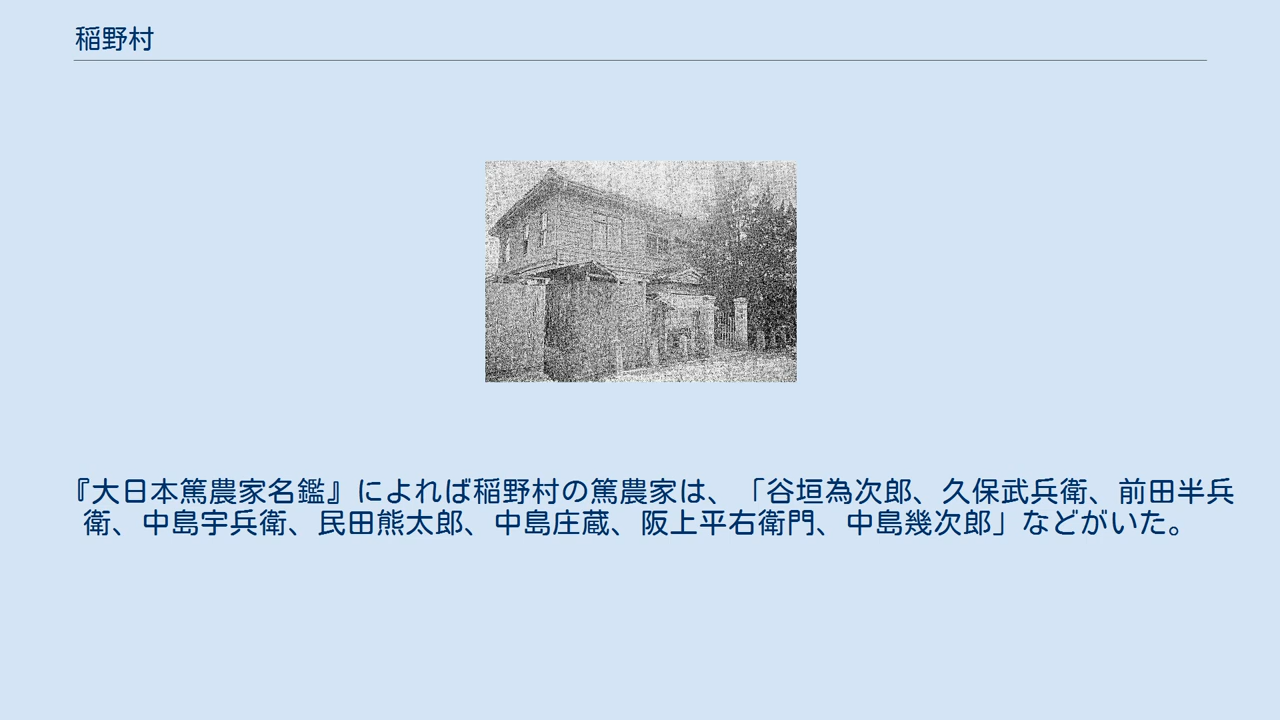 稲野村
『大日本篤農家名鑑』によれば稲野村の篤農家は、「谷垣為次郎、久保武兵衛、前田半兵
衛、中島宇兵衛、民田熊太郎、中島庄蔵、阪上平右衛門、中島幾次郎」などがいた。